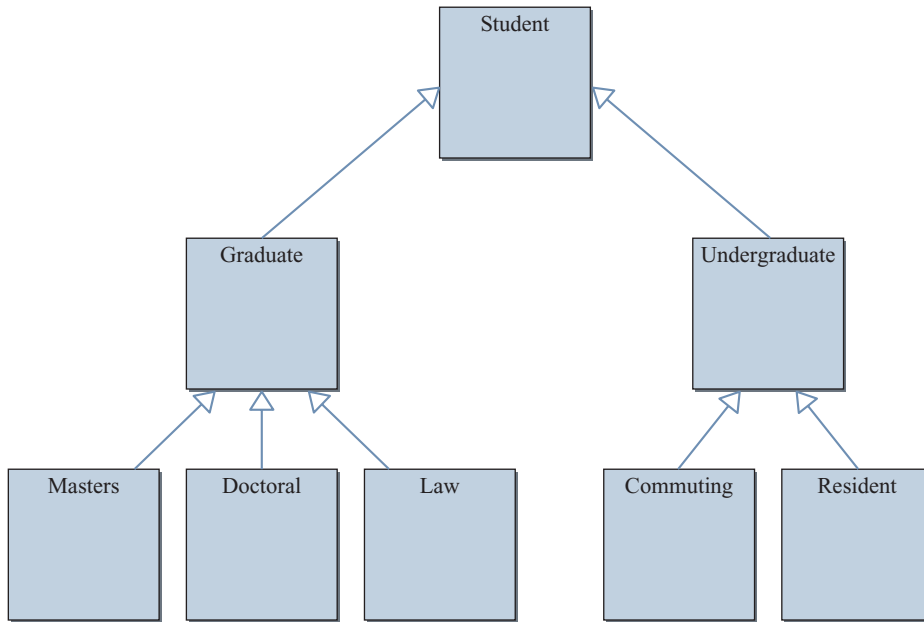 Student
Graduate
Undergraduate
Masters
Doctoral
Law
Commuting
Resident